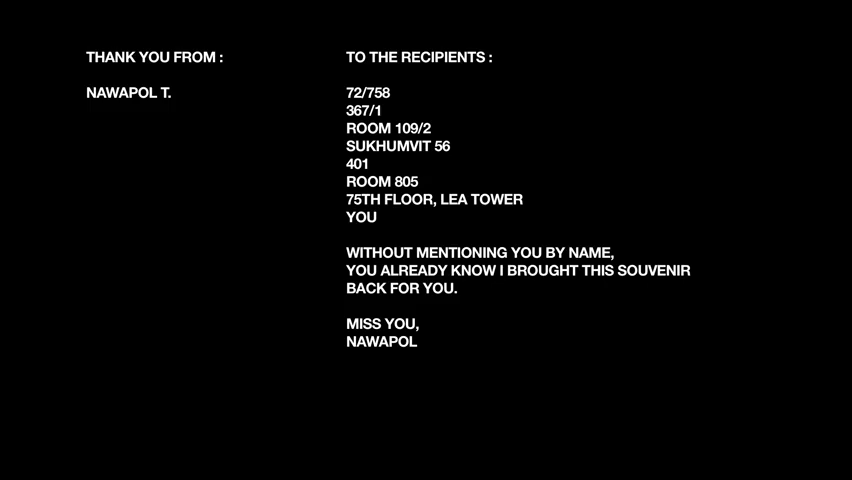 THANK YOU FROM :
NAWAPOL T.
TO THE RECIPIENTS :
72/758
367/1
ROOM 109/2
SUKHUMVIT 56
401
ROOM 805
75TH FLOOR, LEA TOWER
YOU
WITHOUT MENTIONING YOU BY NAME,
YOU ALREADY KNOW I BROUGHT THIS SOUVENIR
BACK FOR YOU.
MISS YOU,
NAWAPOL